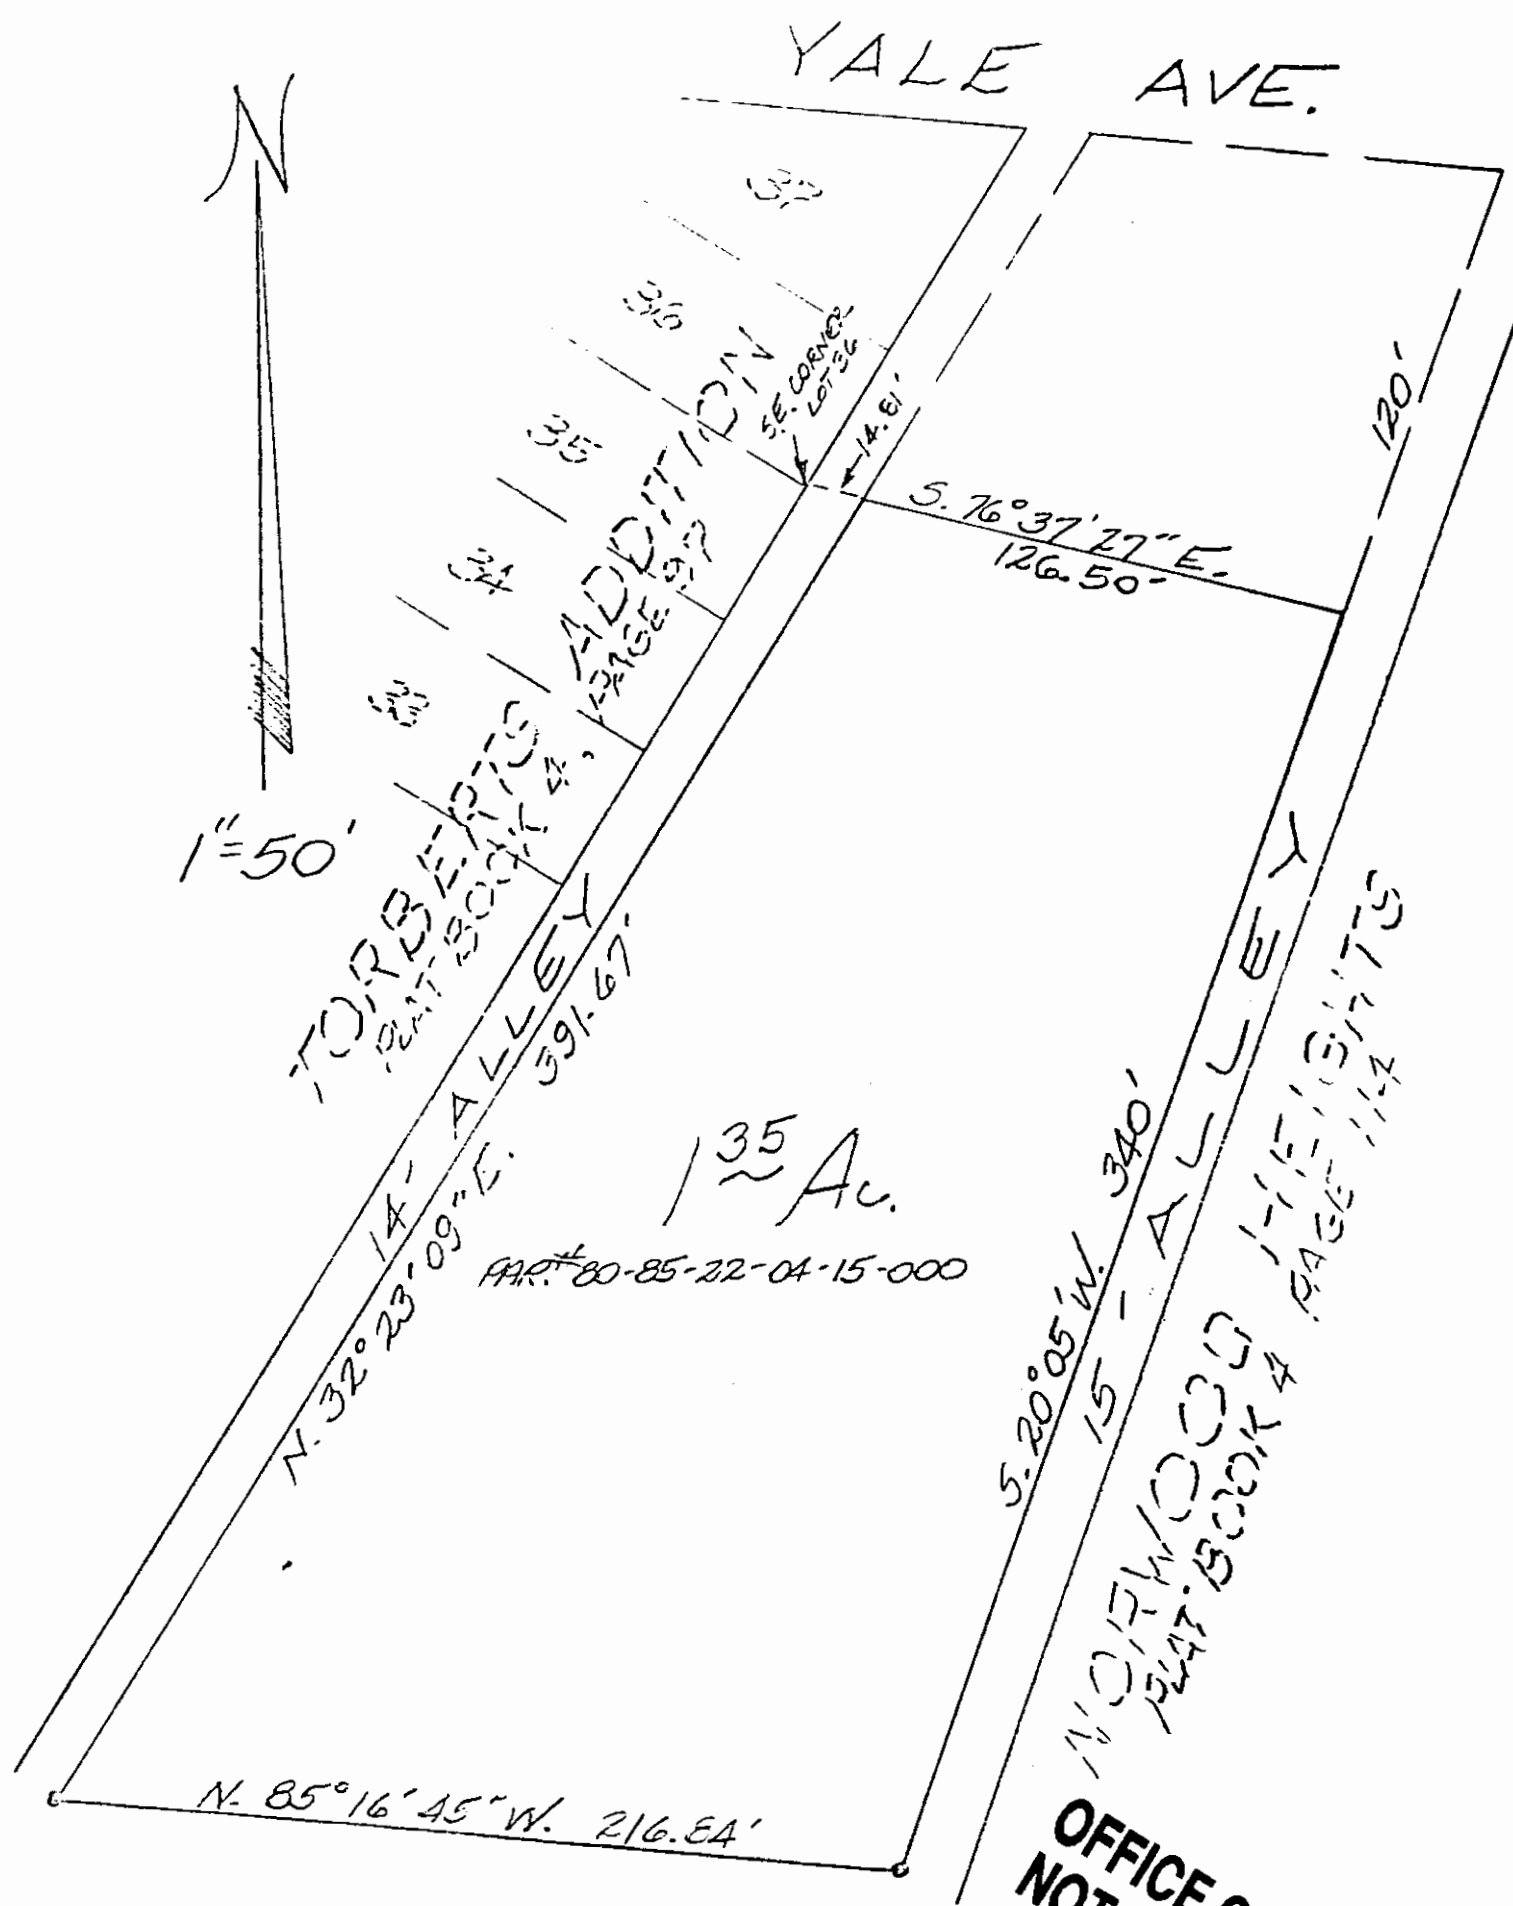 YALE AVE.
N
1"=50'
37
36
35
34
33
S.E. CORNER
LOT 36
14.81'
120'
S. 76°37'27" E.
126.50'
TORBERTS ADDITION
PLAT BOOK 4, PAGE 97
14' ALLEY
N. 32°23'09" E. 391.67'
1 35 Ac.
PAR.# 80-85-22-04-15-000
S. 20°05' W. 340'
15' ALLEY
NORWOOD HEIGHTS
PLAT BOOK 4 PAGE 114
N. 85°16'45" W. 216.84'
OFFICE
NOT